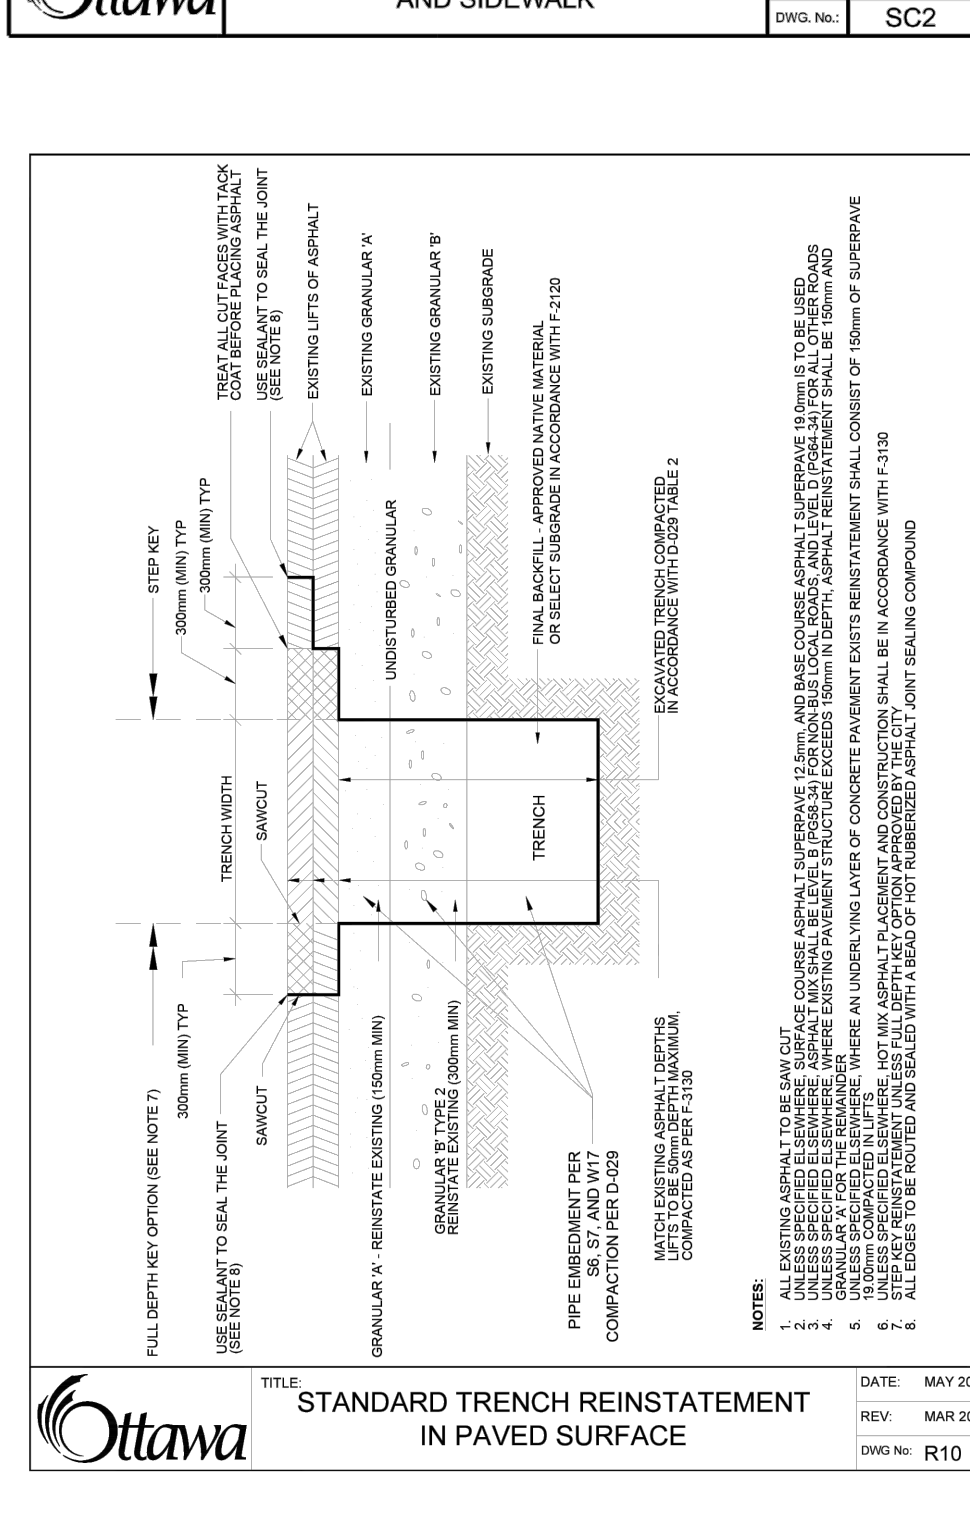 Ottawa
AND SIDEWALK
DWG. No.:
SC2
TREAT ALL CUT FACES WITH TACK
COAT BEFORE PLACING ASPHALT
USE SEALANT TO SEAL THE JOINT
(SEE NOTE 8)
EXISTING LIFTS OF ASPHALT
EXISTING GRANULAR 'A'
EXISTING GRANULAR 'B'
EXISTING SUBGRADE
STEP KEY
300mm (MIN) TYP
300mm (MIN) TYP
UNDISTURBED GRANULAR
FINAL BACKFILL - APPROVED NATIVE MATERIAL
OR SELECT SUBGRADE IN ACCORDANCE WITH F-2120
EXCAVATED TRENCH COMPACTED
IN ACCORDANCE WITH D-029 TABLE 2
TRENCH WIDTH
SAWCUT
TRENCH
FULL DEPTH KEY OPTION (SEE NOTE 7)
300mm (MIN) TYP
USE SEALANT TO SEAL THE JOINT
(SEE NOTE 8)
SAWCUT
GRANULAR 'A' - REINSTATE EXISTING (150mm MIN)
GRANULAR 'B' TYPE 2
REINSTATE EXISTING (300mm MIN)
PIPE EMBEDMENT PER
S6, S7, AND W17
COMPACTION PER D-029
MATCH EXISTING ASPHALT DEPTHS
LIFTS TO BE 50mm DEPTH MAXIMUM,
COMPACTED AS PER F-3130
NOTES:
1. ALL EXISTING ASPHALT TO BE SAW CUT
2. UNLESS SPECIFIED ELSEWHERE, SURFACE COURSE ASPHALT SUPERPAVE 12.5mm, AND BASE COURSE ASPHALT SUPERPAVE 19.0mm IS TO BE USED
3. UNLESS SPECIFIED ELSEWHERE, ASPHALT MIX SHALL BE LEVEL B (PG58-34) FOR NON-BUS LOCAL ROADS, AND LEVEL D (PG64-34) FOR ALL OTHER ROADS
4. UNLESS SPECIFIED ELSEWHERE, WHERE EXISTING PAVEMENT STRUCTURE EXCEEDS 150mm IN DEPTH, ASPHALT REINSTATEMENT SHALL BE 150mm AND
GRANULAR 'A' FOR THE REMAINDER
5. UNLESS SPECIFIED ELSEWHERE, WHERE AN UNDERLYING LAYER OF CONCRETE PAVEMENT EXISTS REINSTATEMENT SHALL CONSIST OF 150mm OF SUPERPAVE
19.00mm COMPACTED IN LIFTS
6. UNLESS SPECIFIED ELSEWHERE, HOT MIX ASPHALT PLACEMENT AND CONSTRUCTION SHALL BE IN ACCORDANCE WITH F-3130
7. STEP KEY REINSTATEMENT UNLESS FULL DEPTH KEY OPTION APPROVED BY THE CITY
8. ALL EDGES TO BE ROUTED AND SEALED WITH A BEAD OF HOT RUBBERIZED ASPHALT JOINT SEALING COMPOUND
Ottawa
TITLE:
STANDARD TRENCH REINSTATEMENT
IN PAVED SURFACE
DATE: MAY 20
REV: MAR 20
DWG No: R10